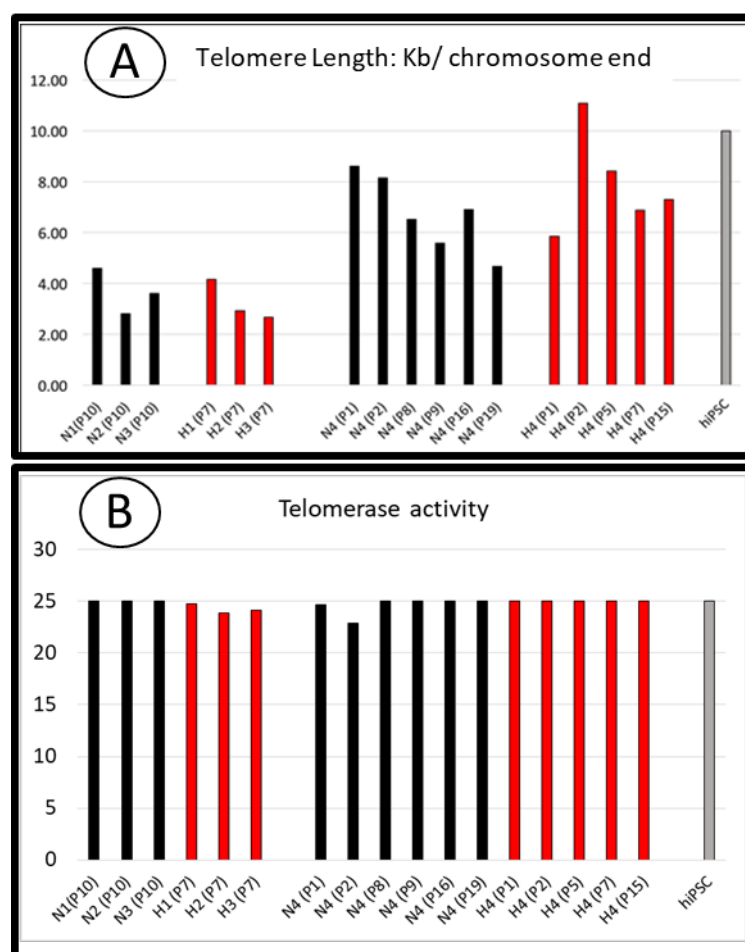 A
Telomere Length: Kb/ chromosome end
12.00
10.00
8.00
6.00
4.00
2.00
0.00
N1(P10)
N2 (P10)
N3 (P10)
H1 (P7)
H2 (P7)
H3 (P7)
N4 (P1)
N4 (P2)
N4 (P8)
N4 (P9)
N4 (P16)
N4 (P19)
H4 (P1)
H4 (P2)
H4 (P5)
H4 (P7)
H4 (P15)
hiPSC
B
Telomerase activity
30
25
20
15
10
5
0
N1(P10)
N2 (P10)
N3 (P10)
H1 (P7)
H2 (P7)
H3 (P7)
N4 (P1)
N4 (P2)
N4 (P8)
N4 (P9)
N4 (P16)
N4 (P19)
H4 (P1)
H4 (P2)
H4 (P5)
H4 (P7)
H4 (P15)
hiPSC